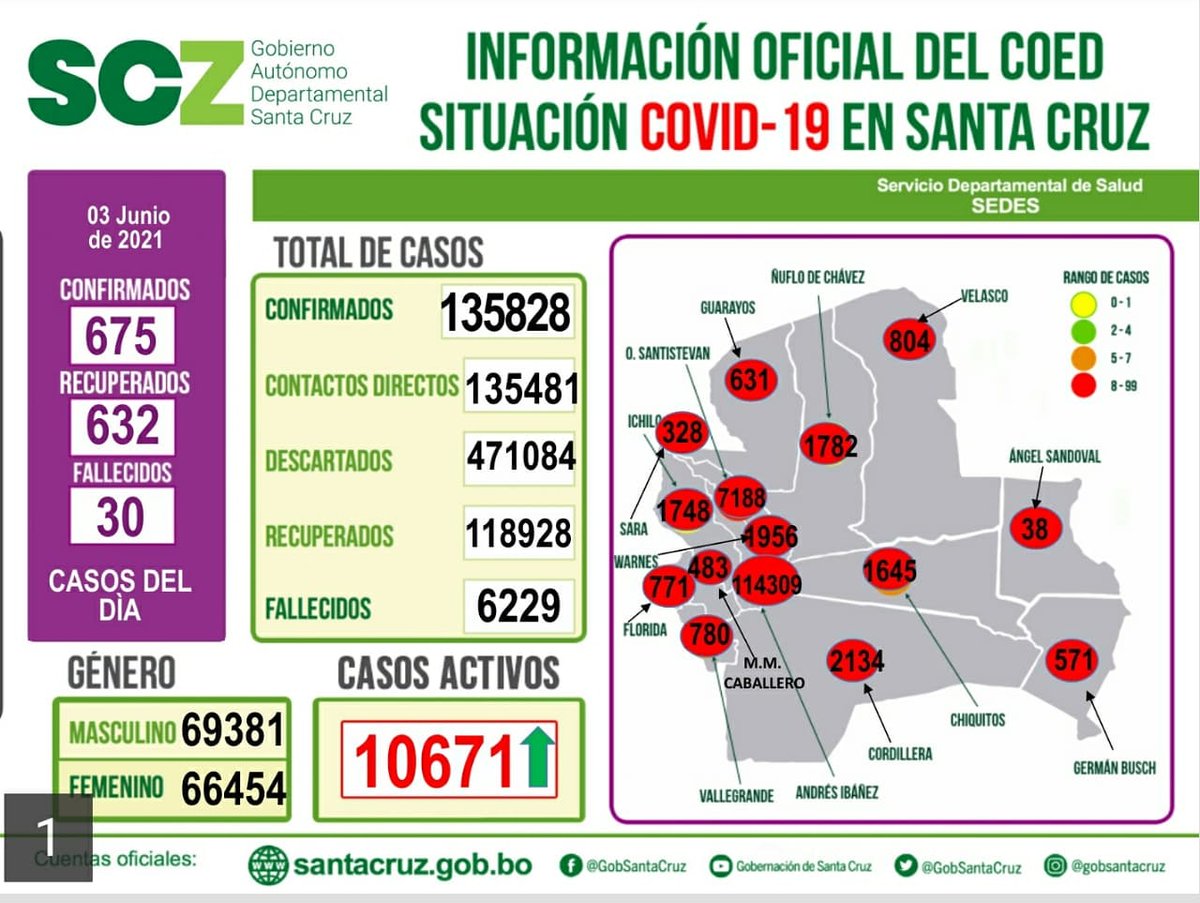 SCZ
Gobierno
Autónomo
Departamental
Santa Cruz
INFORMACIÓN OFICIAL DEL COED
SITUACIÓN COVID-19 EN SANTA CRUZ
Servicio Departamental de Salud
SEDES
03 Junio
de 2021
CONFIRMADOS
675
RECUPERADOS
632
FALLECIDOS
30
CASOS DEL
DÌA
TOTAL DE CASOS
CONFIRMADOS 135828
CONTACTOS DIRECTOS 135481
DESCARTADOS 471084
RECUPERADOS 118928
FALLECIDOS 6229
GÉNERO
MASCULINO 69381
FEMENINO 66454
CASOS ACTIVOS
10671
RANGO DE CASOS
0 - 1
2 - 4
5 - 7
8 - 99
ÑUFLO DE CHÁVEZ
VELASCO
GUARAYOS
804
O. SANTISTEVAN
631
ICHILO
328
1782
ÁNGEL SANDOVAL
7188
1748
38
SARA
1956
WARNES
483
1645
771
114309
FLORIDA
780
M.M.
CABALLERO
2134
571
CHIQUITOS
CORDILLERA
GERMÁN BUSCH
VALLEGRANDE
ANDRÉS IBÁÑEZ
1
Cuentas oficiales:
www
santacruz.gob.bo
@GobSantaCruz
Gobernación de Santa Cruz
@GobSantaCruz
@gobsantacruz